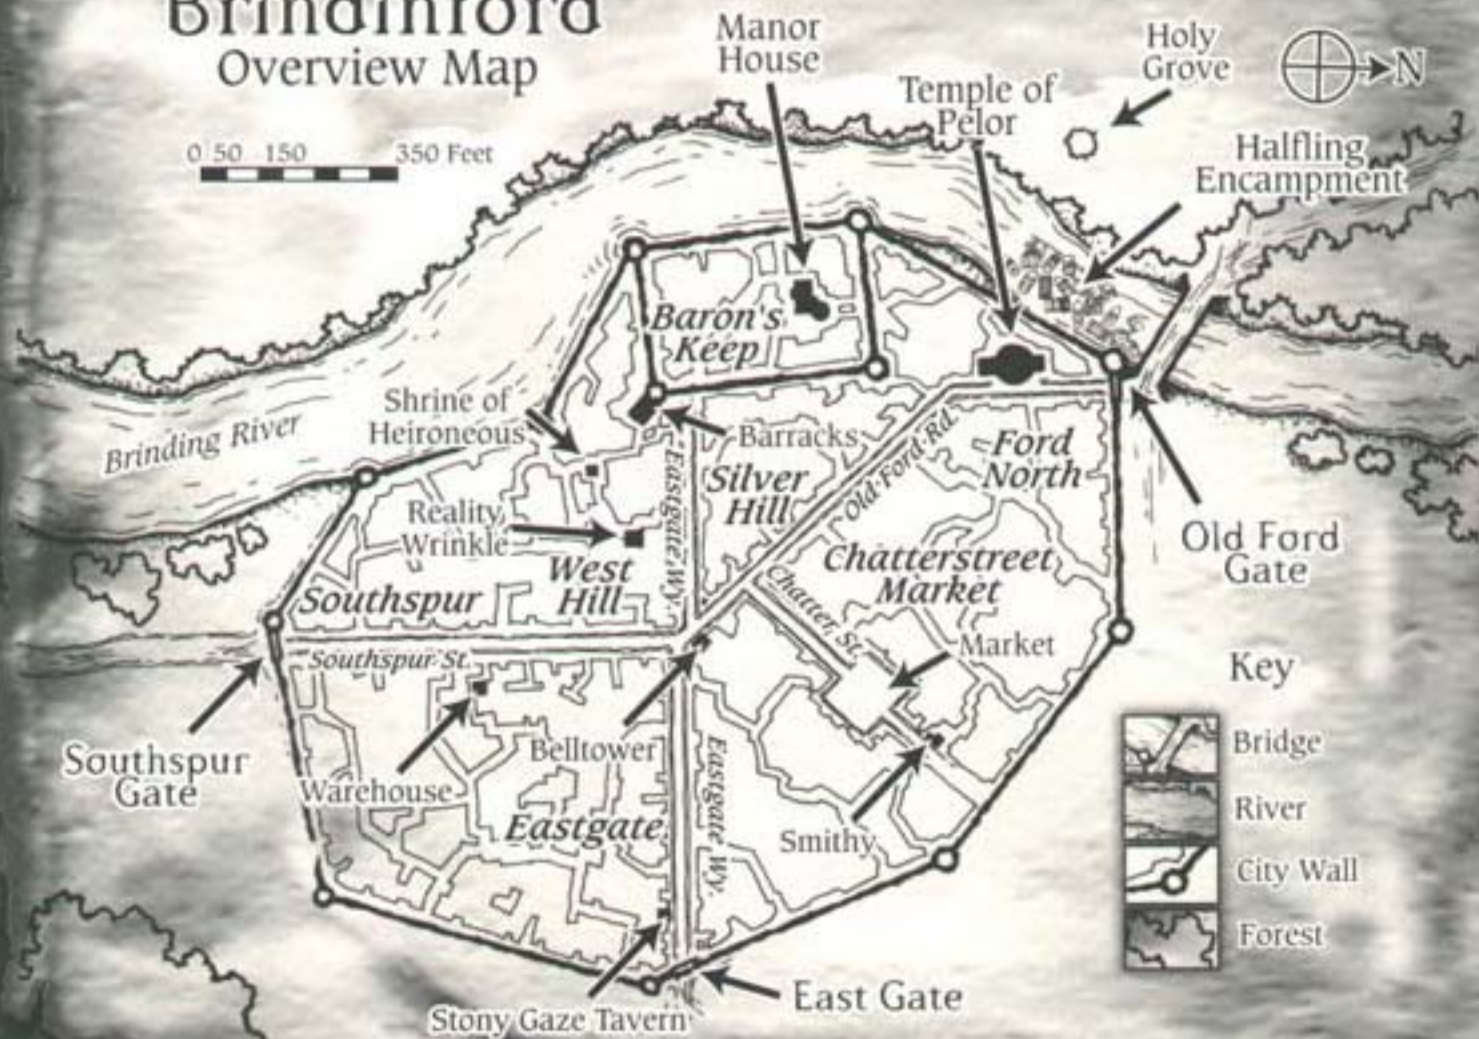 Brindinford
Overview Map
0 50 150 350 Feet
Manor
House
Temple of
Pelor
Holy
Grove
N
Halfling
Encampment
Baron's
Keep
Brinding River
Shrine of
Heironeous
Barracks
Reality
Wrinkle
Eastgate Wy.
Silver
Hill
Old Ford Rd.
Ford
North
Old Ford
Gate
West
Hill
Southspur
Chatterstreet
Market
Chatter St.
Market
Southspur St.
Southspur
Gate
Warehouse
Belltower
Eastgate
Eastgate Wy.
Smithy
Stony Gaze Tavern
East Gate
Key
Bridge
River
City Wall
Forest